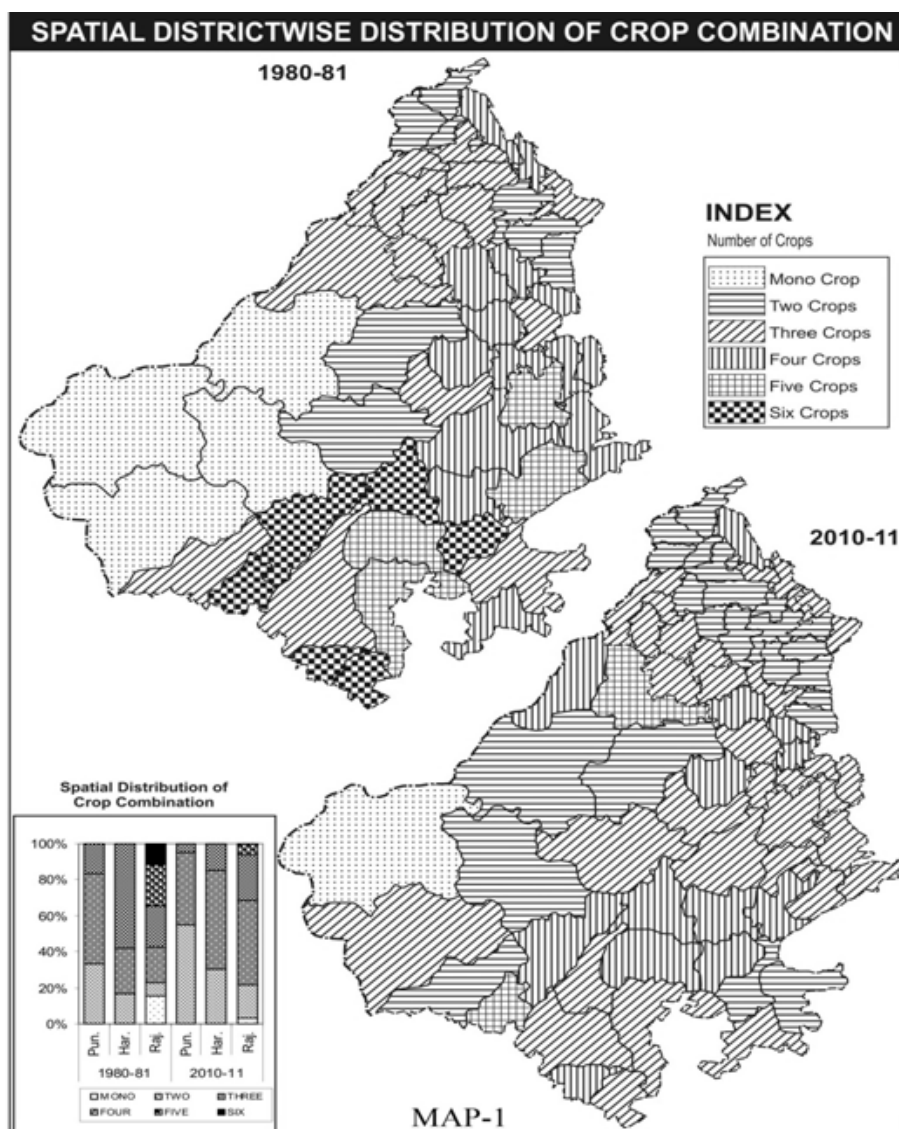 SPATIAL DISTRICTWISE DISTRIBUTION OF CROP COMBINATION
1980-81
INDEX
Number of Crops
Mono Crop
Two Crops
Three Crops
Four Crops
Five Crops
Six Crops
2010-11
Spatial Distribution of
Crop Combination
100%
80%
60%
40%
20%
0%
Pun. Har. Raj. Pun. Har. Raj.
1980-81 2010-11
MONO TWO THREE
FOUR FIVE SIX
MAP-1